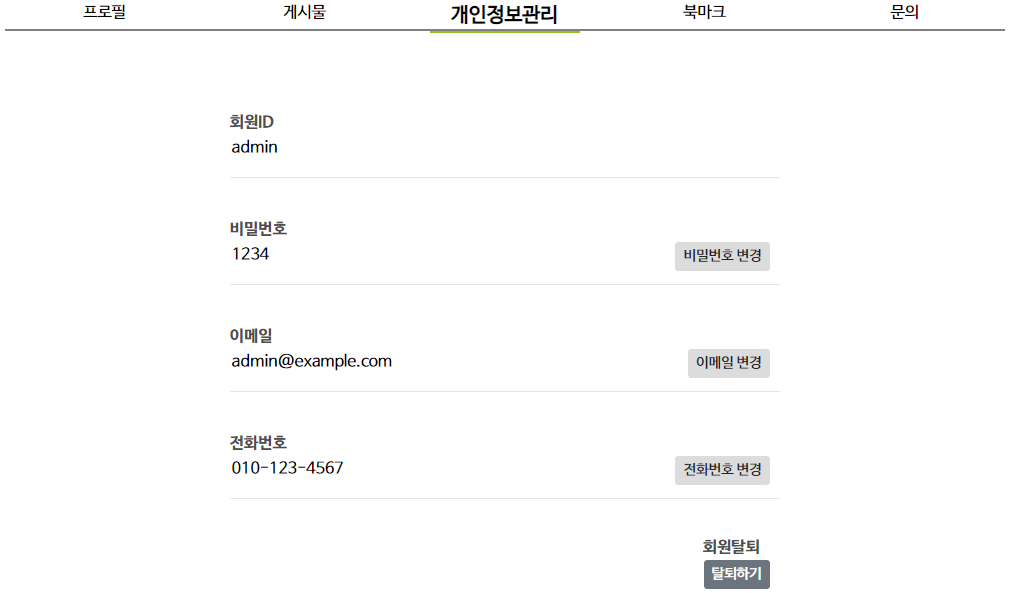 프로필 게시물 개인정보관리 북마크 문의
회원ID
admin
비밀번호
1234 비밀번호 변경
이메일
admin@example.com 이메일 변경
전화번호
010-123-4567 전화번호 변경
회원탈퇴
탈퇴하기